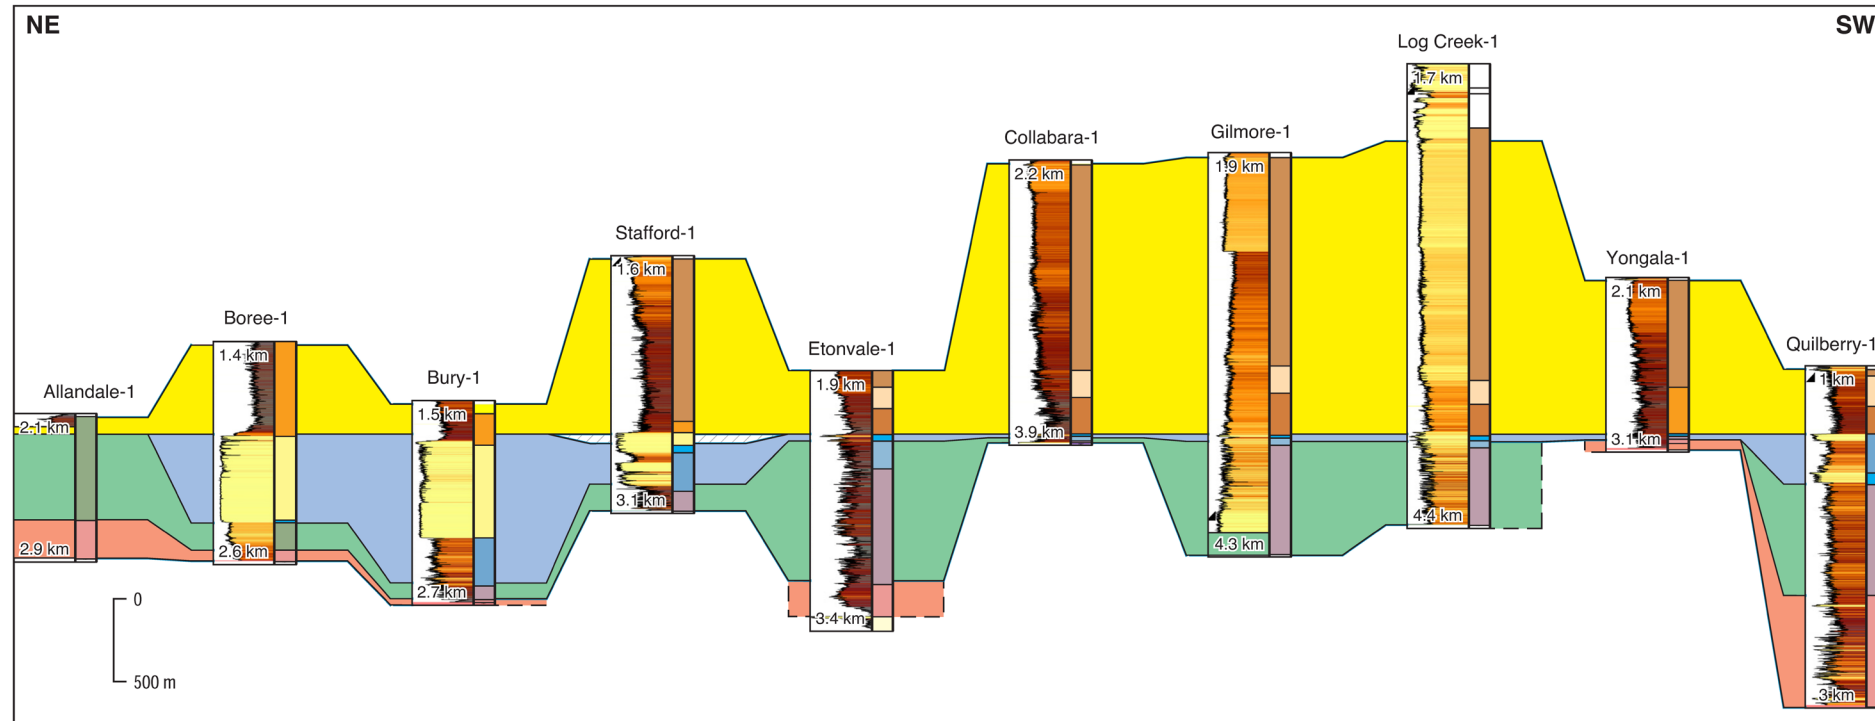 NE
SW
Log Creek-1
1.7 km
Collabara-1
Gilmore-1
2.2 km
1.9 km
Stafford-1
1.6 km
Yongala-1
2.1 km
Boree-1
1.4 km
Etonvale-1
1.9 km
Quilberry-1
1 km
Allandale-1
Bury-1
2.1 km
1.5 km
3.9 km
3.1 km
2.9 km
2.6 km
3.1 km
4.3 km
4.4 km
2.7 km
3.4 km
0
500 m
3 km